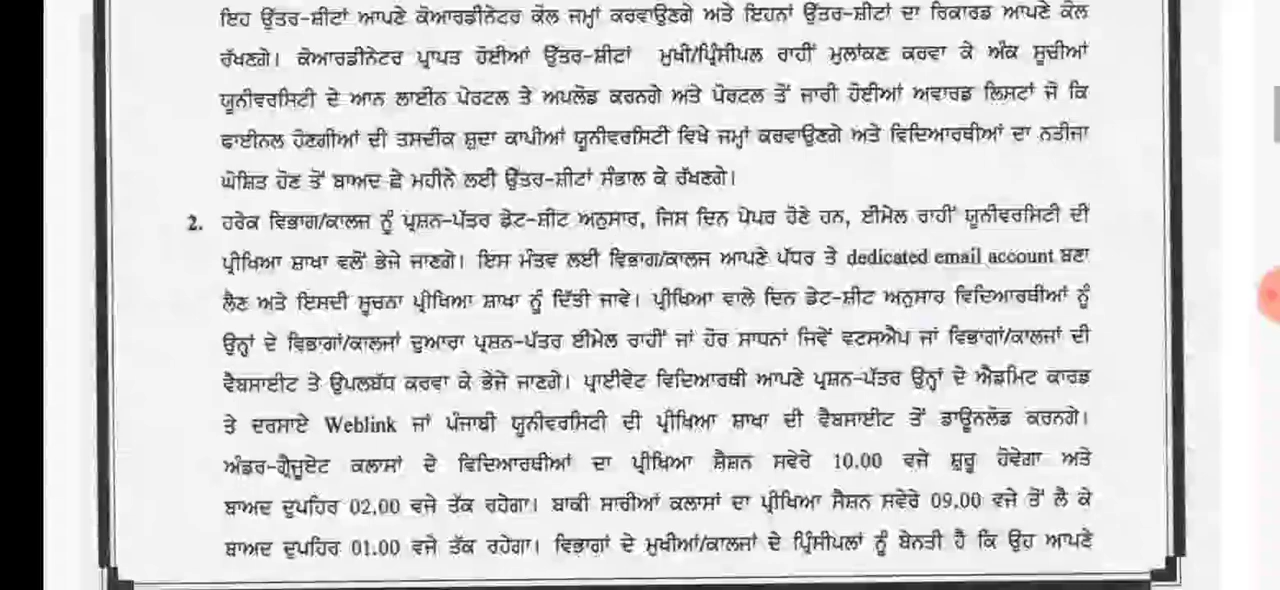 ਇਹ ਉੱਤਰ-ਸ਼ੀਟਾਂ ਆਪਣੇ ਕੋਆਰਡੀਨੇਟਰ ਕੋਲ ਜਮ੍ਹਾਂ ਕਰਵਾਉਣਗੇ ਅਤੇ ਇਹਨਾਂ ਉੱਤਰ-ਸ਼ੀਟਾਂ ਦਾ ਰਿਕਾਰਡ ਆਪਣੇ ਕੋਲ
ਰੱਖਣਗੇ। ਕੋਆਰਡੀਨੇਟਰ ਪ੍ਰਾਪਤ ਹੋਈਆਂ ਉੱਤਰ-ਸ਼ੀਟਾਂ ਮੁਖੀ/ਪ੍ਰਿੰਸੀਪਲ ਰਾਹੀਂ ਮੁਲਾਂਕਣ ਕਰਵਾ ਕੇ ਅੰਕ ਸੂਚੀਆਂ
ਯੂਨੀਵਰਸਿਟੀ ਦੇ ਆਨ ਲਾਈਨ ਪੋਰਟਲ ਤੇ ਅਪਲੋਡ ਕਰਨਗੇ ਅਤੇ ਪੋਰਟਲ ਤੋਂ ਜਾਰੀ ਹੋਈਆਂ ਅਵਾਰਡ ਲਿਸਟਾਂ ਜੋ ਕਿ
ਫਾਈਨਲ ਹੋਣਗੀਆਂ ਦੀ ਤਸਦੀਕ ਸ਼ੁਦਾ ਕਾਪੀਆਂ ਯੂਨੀਵਰਸਿਟੀ ਵਿਖੇ ਜਮ੍ਹਾਂ ਕਰਵਾਉਣਗੇ ਅਤੇ ਵਿਦਿਆਰਥੀਆਂ ਦਾ ਨਤੀਜਾ
ਘੋਸ਼ਿਤ ਹੋਣ ਤੋਂ ਬਾਅਦ ਛੇ ਮਹੀਨੇ ਲਈ ਉੱਤਰ-ਸ਼ੀਟਾਂ ਸੰਭਾਲ ਕੇ ਰੱਖਣਗੇ।
2. ਹਰੇਕ ਵਿਭਾਗ/ਕਾਲਜ ਨੂੰ ਪ੍ਰਸ਼ਨ-ਪੱਤਰ ਡੇਟ-ਸ਼ੀਟ ਅਨੁਸਾਰ, ਜਿਸ ਦਿਨ ਪੇਪਰ ਹੋਣੇ ਹਨ, ਈਮੇਲ ਰਾਹੀਂ ਯੂਨੀਵਰਸਿਟੀ ਦੀ
ਪ੍ਰੀਖਿਆ ਸ਼ਾਖਾ ਵਲੋਂ ਭੇਜੇ ਜਾਣਗੇ। ਇਸ ਮੰਤਵ ਲਈ ਵਿਭਾਗ/ਕਾਲਜ ਆਪਣੇ ਪੱਧਰ ਤੇ dedicated email account ਬਣਾ
ਲੈਣ ਅਤੇ ਇਸਦੀ ਸੂਚਨਾ ਪ੍ਰੀਖਿਆ ਸ਼ਾਖਾ ਨੂੰ ਦਿੱਤੀ ਜਾਵੇ। ਪ੍ਰੀਖਿਆ ਵਾਲੇ ਦਿਨ ਡੇਟ-ਸ਼ੀਟ ਅਨੁਸਾਰ ਵਿਦਿਆਰਥੀਆਂ ਨੂੰ
ਉਨ੍ਹਾਂ ਦੇ ਵਿਭਾਗਾਂ/ਕਾਲਜਾਂ ਦੁਆਰਾ ਪ੍ਰਸ਼ਨ-ਪੱਤਰ ਈਮੇਲ ਰਾਹੀਂ ਜਾਂ ਹੋਰ ਸਾਧਨਾਂ ਜਿਵੇਂ ਵਟਸਐਪ ਜਾਂ ਵਿਭਾਗਾਂ/ਕਾਲਜਾਂ ਦੀ
ਵੈਬਸਾਈਟ ਤੇ ਉਪਲਬੱਧ ਕਰਵਾ ਕੇ ਭੇਜੇ ਜਾਣਗੇ। ਪ੍ਰਾਈਵੇਟ ਵਿਦਿਆਰਥੀ ਆਪਣੇ ਪ੍ਰਸ਼ਨ-ਪੱਤਰ ਉਨ੍ਹਾਂ ਦੇ ਐਡਮਿਟ ਕਾਰਡ
ਤੇ ਦਰਸਾਏ Weblink ਜਾਂ ਪੰਜਾਬੀ ਯੂਨੀਵਰਸਿਟੀ ਦੀ ਪ੍ਰੀਖਿਆ ਸ਼ਾਖਾ ਦੀ ਵੈਬਸਾਈਟ ਤੋਂ ਡਾਊਨਲੋਡ ਕਰਨਗੇ।
ਅੰਡਰ-ਗ੍ਰੈਜੂਏਟ ਕਲਾਸਾਂ ਦੇ ਵਿਦਿਆਰਥੀਆਂ ਦਾ ਪ੍ਰੀਖਿਆ ਸ਼ੈਸ਼ਨ ਸਵੇਰੇ 10.00 ਵਜੇ ਸ਼ੁਰੂ ਹੋਵੇਗਾ ਅਤੇ
ਬਾਅਦ ਦੁਪਹਿਰ 02.00 ਵਜੇ ਤੱਕ ਰਹੇਗਾ। ਬਾਕੀ ਸਾਰੀਆਂ ਕਲਾਸਾਂ ਦਾ ਪ੍ਰੀਖਿਆ ਸੈਸ਼ਨ ਸਵੇਰੇ 09.00 ਵਜੇ ਤੋਂ ਲੈ ਕੇ
ਬਾਅਦ ਦੁਪਹਿਰ 01.00 ਵਜੇ ਤੱਕ ਰਹੇਗਾ। ਵਿਭਾਗਾਂ ਦੇ ਮੁਖੀਆਂ/ਕਾਲਜਾਂ ਦੇ ਪ੍ਰਿੰਸੀਪਲਾਂ ਨੂੰ ਬੇਨਤੀ ਹੈ ਕਿ ਉਹ ਆਪਣੇ